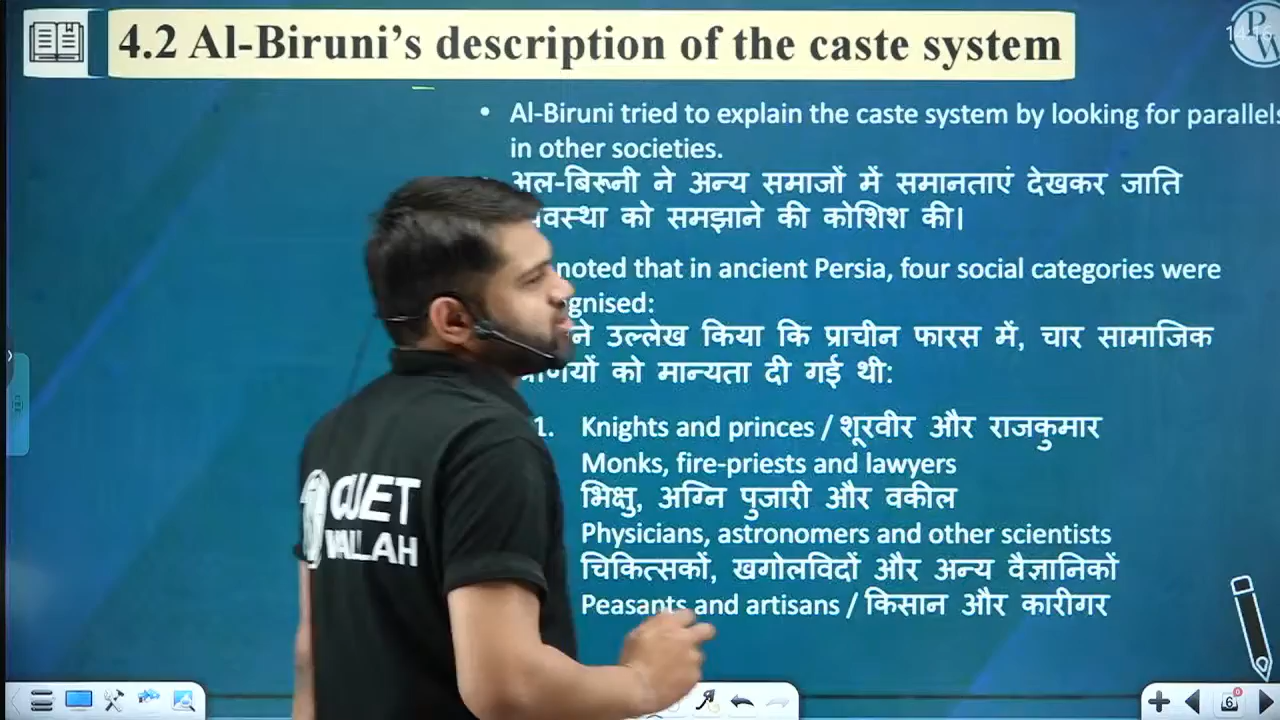 4.2 Al-Biruni's description of the caste system
• Al-Biruni tried to explain the caste system by looking for parallels
in other societies.
अल-बिरूनी ने अन्य समाजों में समानताएं देखकर जाति
को समझाने की कोशिश की।
noted that in ancient Persia, four social categories were
ने उल्लेख किया कि प्राचीन फारस में, चार सामाजिक
को मान्यता दी गई थी:
1. Knights and princes / शूरवीर और राजकुमार
Monks, fire-priests and lawyers
भिक्षु, अग्नि पुजारी और वकील
Physicians, astronomers and other scientists
चिकित्सकों, खगोलविदों और अन्य वैज्ञानिकों
Peasants and artisans / किसान और कारीगर
CUET
WALLAH
PW
6